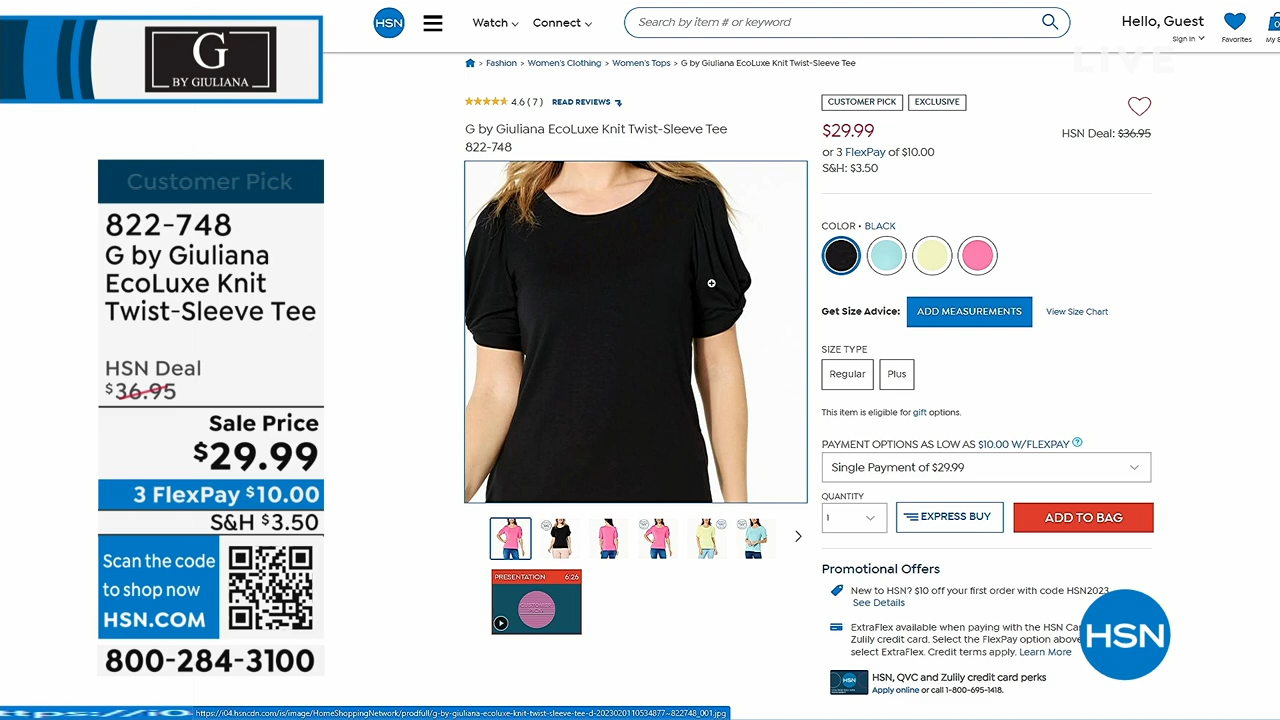 G
BY GIULIANA
HSN
Watch
Connect
Search by item # or keyword
Hello, Guest
Sign In
Favorites
LIVE
> Fashion > Women's Clothing > Women's Tops > G by Giuliana EcoLuxe Knit Twist-Sleeve Tee
4.6 ( 7 ) READ REVIEWS
G by Giuliana EcoLuxe Knit Twist-Sleeve Tee
822-748
CUSTOMER PICK EXCLUSIVE
$29.99
HSN Deal: $36.95
or 3 FlexPay of $10.00
S&H: $3.50
COLOR • BLACK
Get Size Advice: ADD MEASUREMENTS View Size Chart
SIZE TYPE
Regular Plus
This item is eligible for gift options.
PAYMENT OPTIONS AS LOW AS $10.00 W/FLEXPAY ?
Single Payment of $29.99
QUANTITY
1
EXPRESS BUY
ADD TO BAG
PRESENTATION 6:26
Promotional Offers
New to HSN? $10 off your first order with code HSN2023.
See Details
ExtraFlex available when paying with the HSN
Zulily credit card. Select the FlexPay option above
select ExtraFlex. Credit terms apply. Learn More
HSN
HSN, QVC and Zulily credit card perks
Apply online or call 1-800-695-1418.
Customer Pick
822-748
G by Giuliana
EcoLuxe Knit
Twist-Sleeve Tee
HSN Deal
$36.95
Sale Price
$29.99
3 FlexPay $10.00
S&H $3.50
Scan the code
to shop now
HSN.COM
800-284-3100
https://i04.hsncdn.com/is/image/HomeShoppingNetwork/prodfull/g-by-giuliana-ecoluxe-knit-twist-sleeve-tee-d-2023020110534877~822748_001.jpg